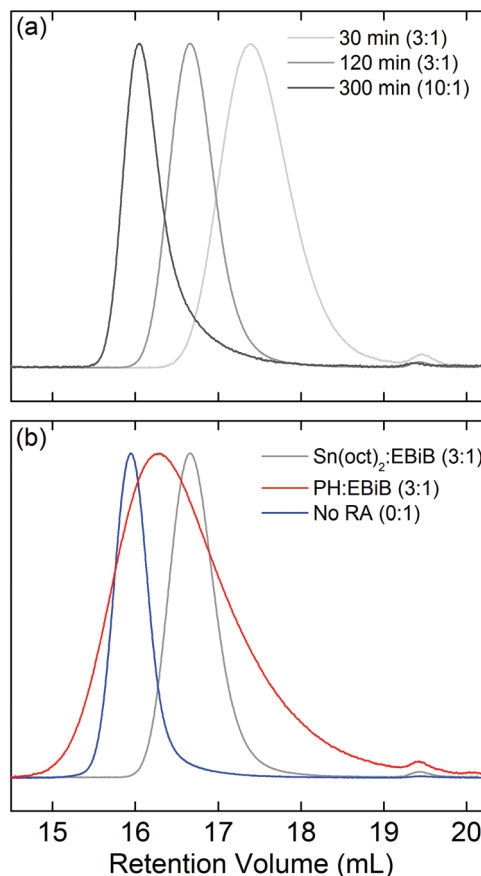 (a)
30 min (3:1)
120 min (3:1)
300 min (10:1)
(b)
Sn(oct)₂:EBiB (3:1)
PH:EBiB (3:1)
No RA (0:1)
15 16 17 18 19 20
Retention Volume (mL)